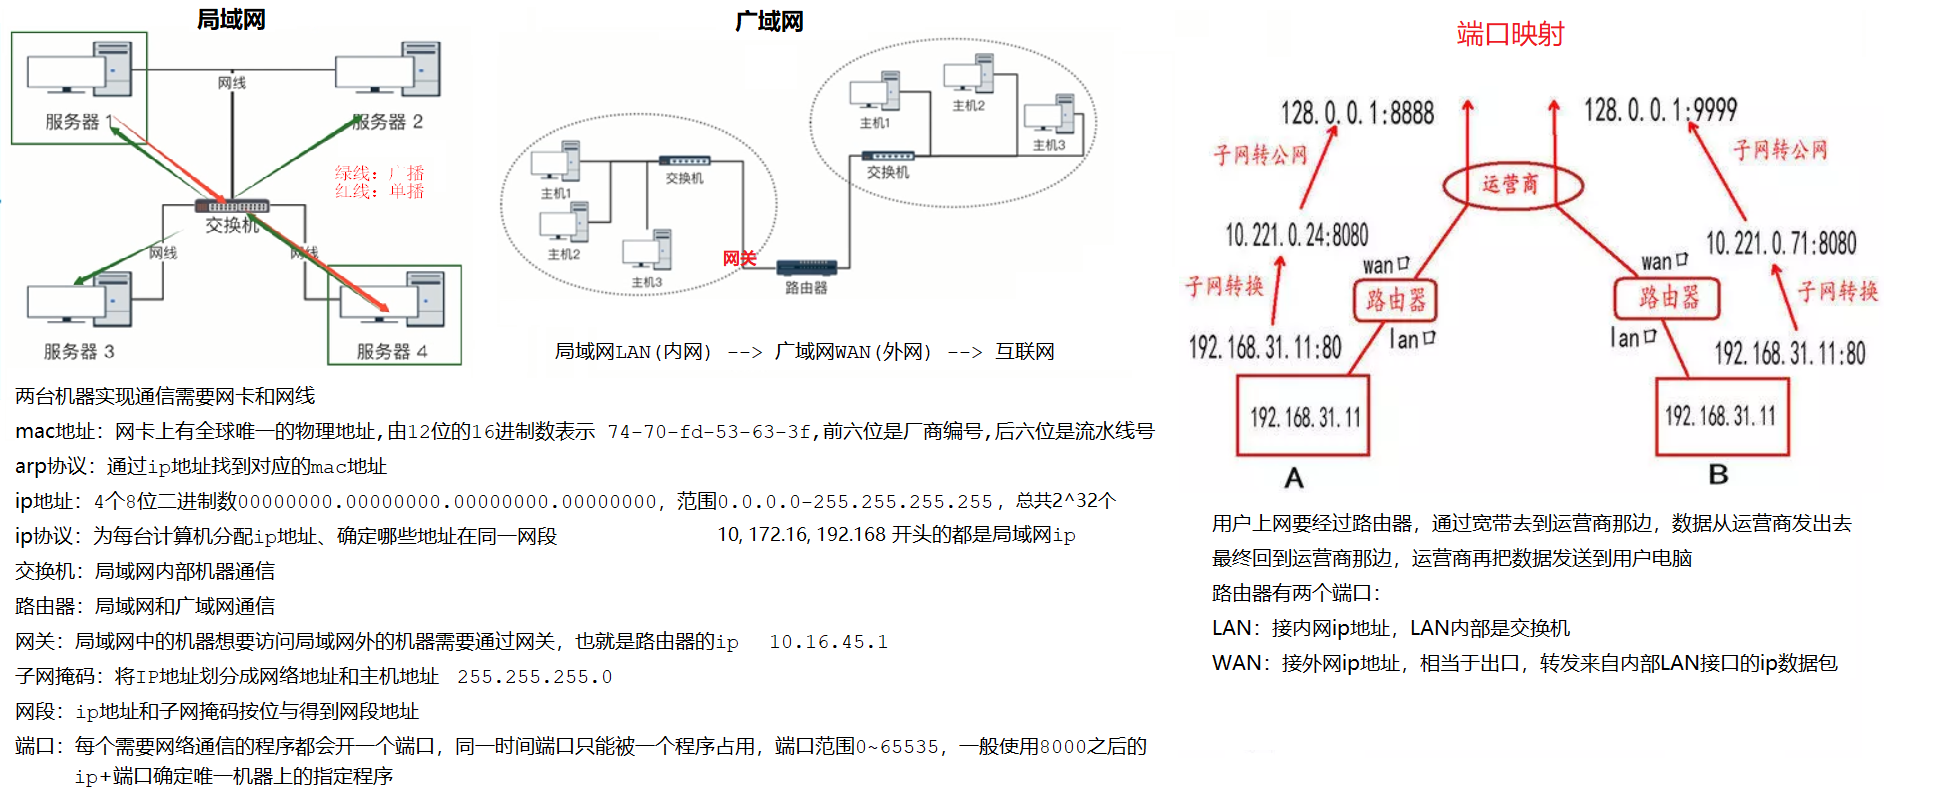 局域网
服务器 1
网线
服务器 2
绿线：广播
红线：单播
交换机
网线
网线
服务器 3
服务器 4
广域网
主机1
主机2
主机3
交换机
主机1
主机2
主机3
交换机
网关
路由器
局域网LAN(内网) --> 广域网WAN(外网) --> 互联网
两台机器实现通信需要网卡和网线
mac地址：网卡上有全球唯一的物理地址,由12位的16进制数表示 74-70-fd-53-63-3f,前六位是厂商编号,后六位是流水线号
arp协议：通过ip地址找到对应的mac地址
ip地址：4个8位二进制数00000000.00000000.00000000.00000000，范围0.0.0.0-255.255.255.255，总共2^32个
ip协议：为每台计算机分配ip地址、确定哪些地址在同一网段
10, 172.16, 192.168 开头的都是局域网ip
交换机：局域网内部机器通信
路由器：局域网和广域网通信
网关：局域网中的机器想要访问局域网外的机器需要通过网关，也就是路由器的ip 10.16.45.1
子网掩码：将IP地址划分成网络地址和主机地址 255.255.255.0
网段：ip地址和子网掩码按位与得到网段地址
端口：每个需要网络通信的程序都会开一个端口，同一时间端口只能被一个程序占用，端口范围0~65535，一般使用8000之后的
ip+端口确定唯一机器上的指定程序
端口映射
128.0.0.1:8888
128.0.0.1:9999
子网转公网
子网转公网
运营商
10.221.0.24:8080
10.221.0.71:8080
wan口
wan口
子网转换
子网转换
路由器
路由器
lan口
lan口
192.168.31.11:80
192.168.31.11:80
192.168.31.11
192.168.31.11
A
B
用户上网要经过路由器，通过宽带去到运营商那边，数据从运营商发出去
最终回到运营商那边，运营商再把数据发送到用户电脑
路由器有两个端口：
LAN：接内网ip地址，LAN内部是交换机
WAN：接外网ip地址，相当于出口，转发来自内部LAN接口的ip数据包